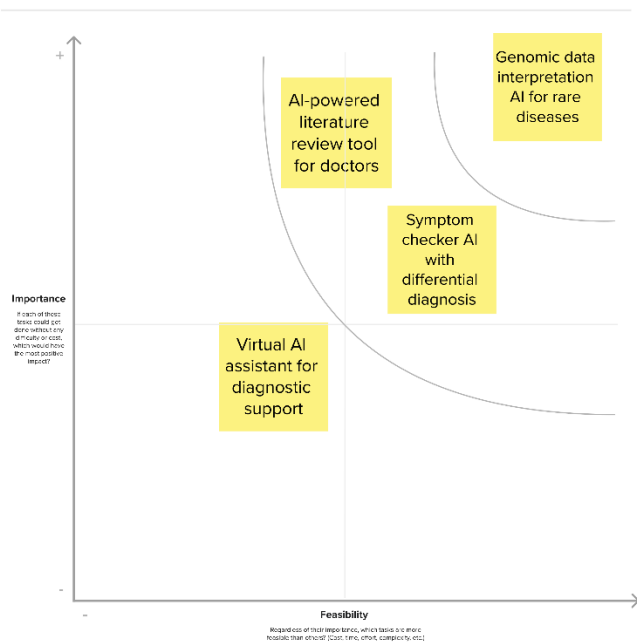 +
Genomic data
interpretation
AI for rare
diseases
AI-powered
literature
review tool
for doctors
Symptom
checker AI
with
differential
diagnosis
Importance
If each of these
tasks could get
done without any
difficulty or cost,
which would have
the most positive
impact?
Virtual AI
assistant for
diagnostic
support
-
-
Feasibility
Regardless of their importance, which tasks are more
feasible than others? (Cost, time, effort, complexity, etc.)